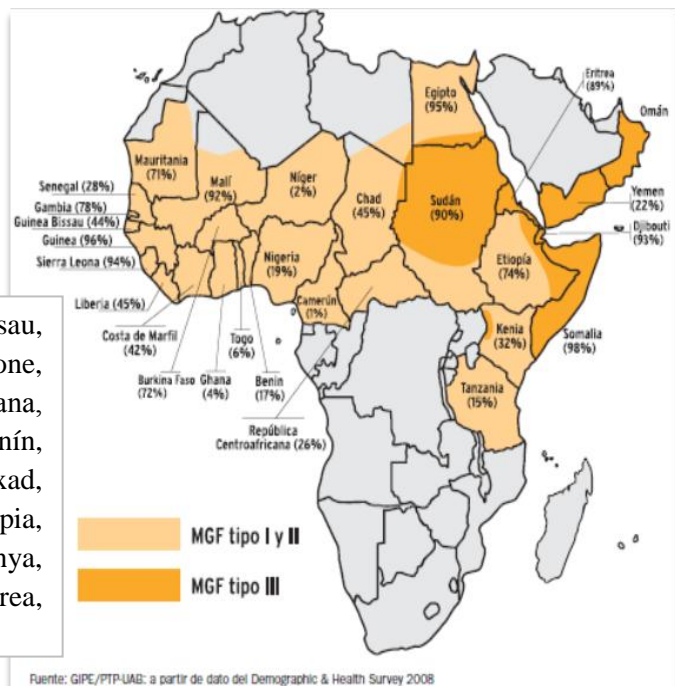 Eritrea
(89%)
Egipto
(95%)
Omán
Mauritania
(71%)
Malí
(92%)
Níger
(2%)
Chad
(45%)
Sudán
(90%)
Yemen
(22%)
Senegal (28%)
Gambia (78%)
Guinea Bissau (44%)
Guinea (96%)
Sierra Leona (94%)
Djibouti
(93%)
Nigeria
(19%)
Etiopía
(74%)
Liberia (45%)
Camerún
(1%)
Costa de Marfil
(42%)
Togo
(6%)
Kenia
(32%)
Somalia
(98%)
Burkina Faso
(72%)
Ghana
(4%)
Benín
(17%)
Tanzania
(15%)
República
Centroafricana (26%)
sau,
one,
ana,
nín,
xad,
pia,
nya,
rea,
MGF tipo I y II
MGF tipo III
Fuente: GIPE/PTP-UAB: a partir de dato del Demographic & Health Survey 2008